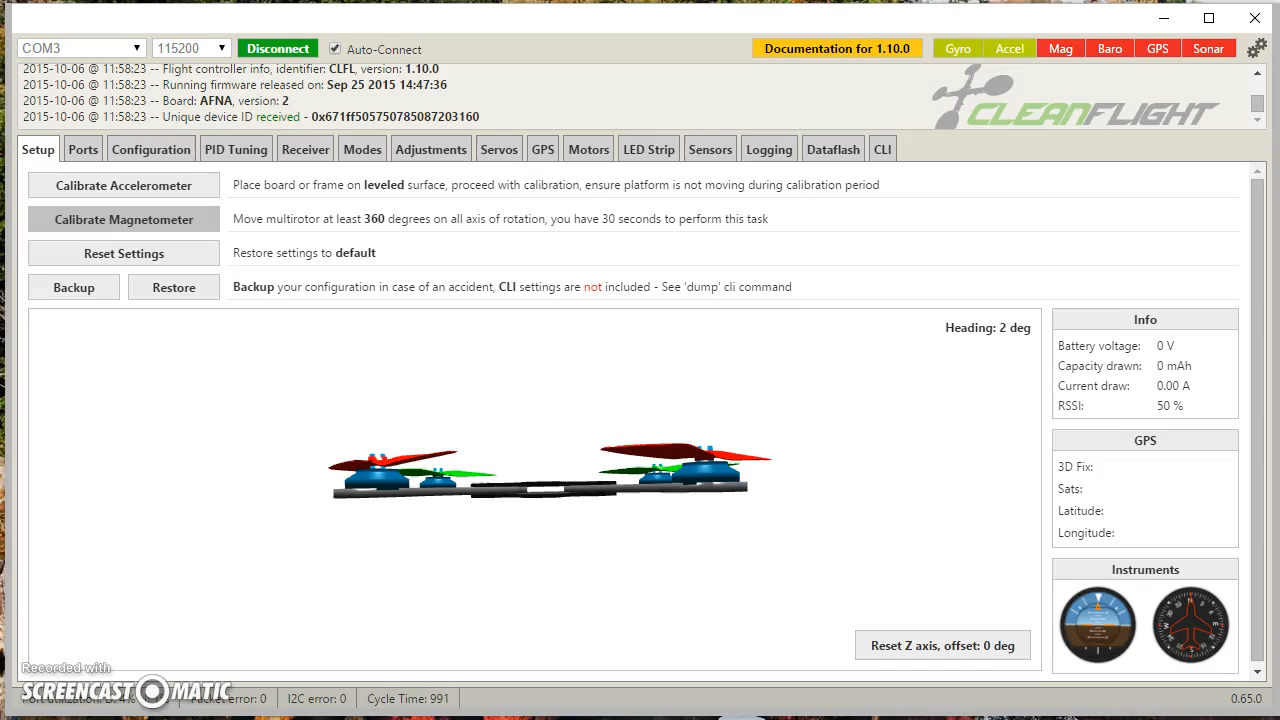 COM3 115200 Disconnect Auto-Connect Documentation for 1.10.0 Gyro Accel Mag Baro GPS Sonar
2015-10-06 @ 11:58:23 -- Flight controller info, identifier: CLFL, version: 1.10.0
2015-10-06 @ 11:58:23 -- Running firmware released on: Sep 25 2015 14:47:36
2015-10-06 @ 11:58:23 -- Board: AFNA, version: 2
2015-10-06 @ 11:58:23 -- Unique device ID received - 0x671ff505750785087203160
CLEANFLIGHT
Setup Ports Configuration PID Tuning Receiver Modes Adjustments Servos GPS Motors LED Strip Sensors Logging Dataflash CLI
Calibrate Accelerometer Place board or frame on leveled surface, proceed with calibration, ensure platform is not moving during calibration period
Calibrate Magnetometer Move multirotor at least 360 degrees on all axis of rotation, you have 30 seconds to perform this task
Reset Settings Restore settings to default
Backup Restore Backup your configuration in case of an accident, CLI settings are not included - See 'dump' cli command
Heading: 2 deg
Info
Battery voltage: 0 V
Capacity drawn: 0 mAh
Current draw: 0.00 A
RSSI: 50 %
GPS
3D Fix:
Sats:
Latitude:
Longitude:
Instruments
Reset Z axis, offset: 0 deg
Recorded with
SCREENCAST MATIC
Port utilization: error: 0 I2C error: 0 Cycle Time: 991 0.65.0